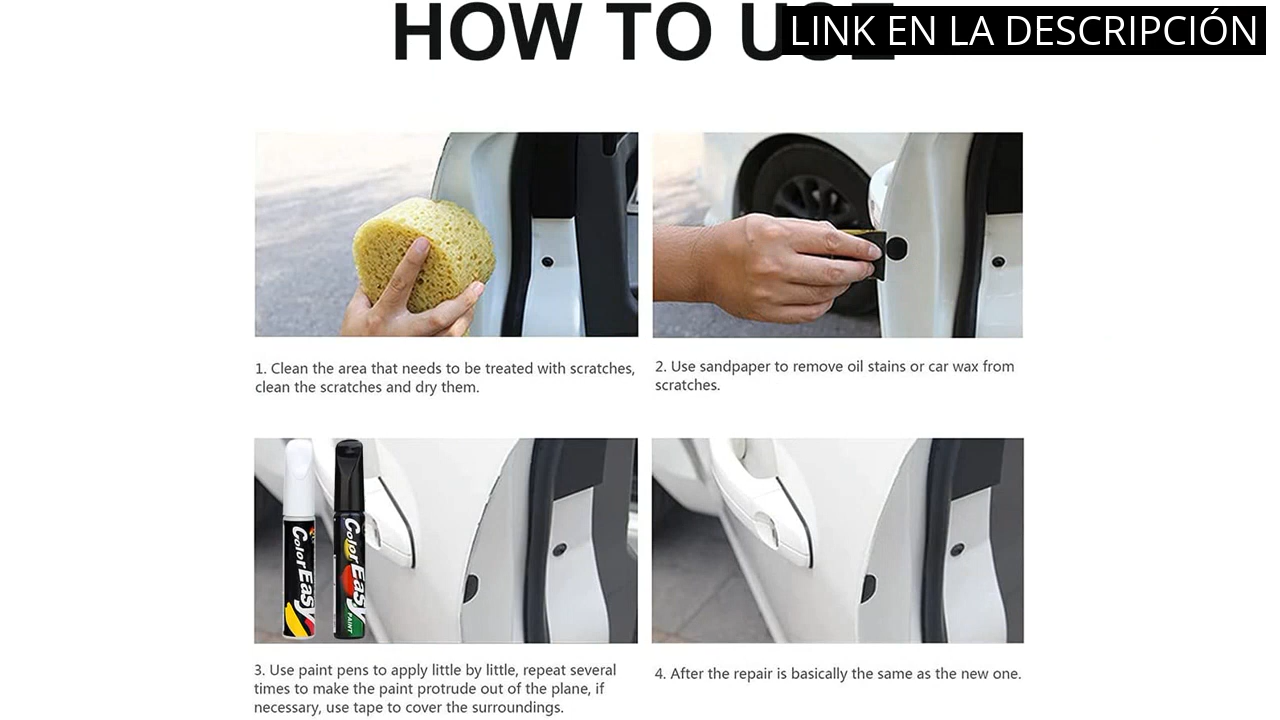 HOW TO USE
LINK EN LA DESCRIPCIÓN
1. Clean the area that needs to be treated with scratches,
clean the scratches and dry them.
2. Use sandpaper to remove oil stains or car wax from
scratches.
Color Easy
Color Easy
PAINT
3. Use paint pens to apply little by little, repeat several
times to make the paint protrude out of the plane, if
necessary, use tape to cover the surroundings.
4. After the repair is basically the same as the new one.